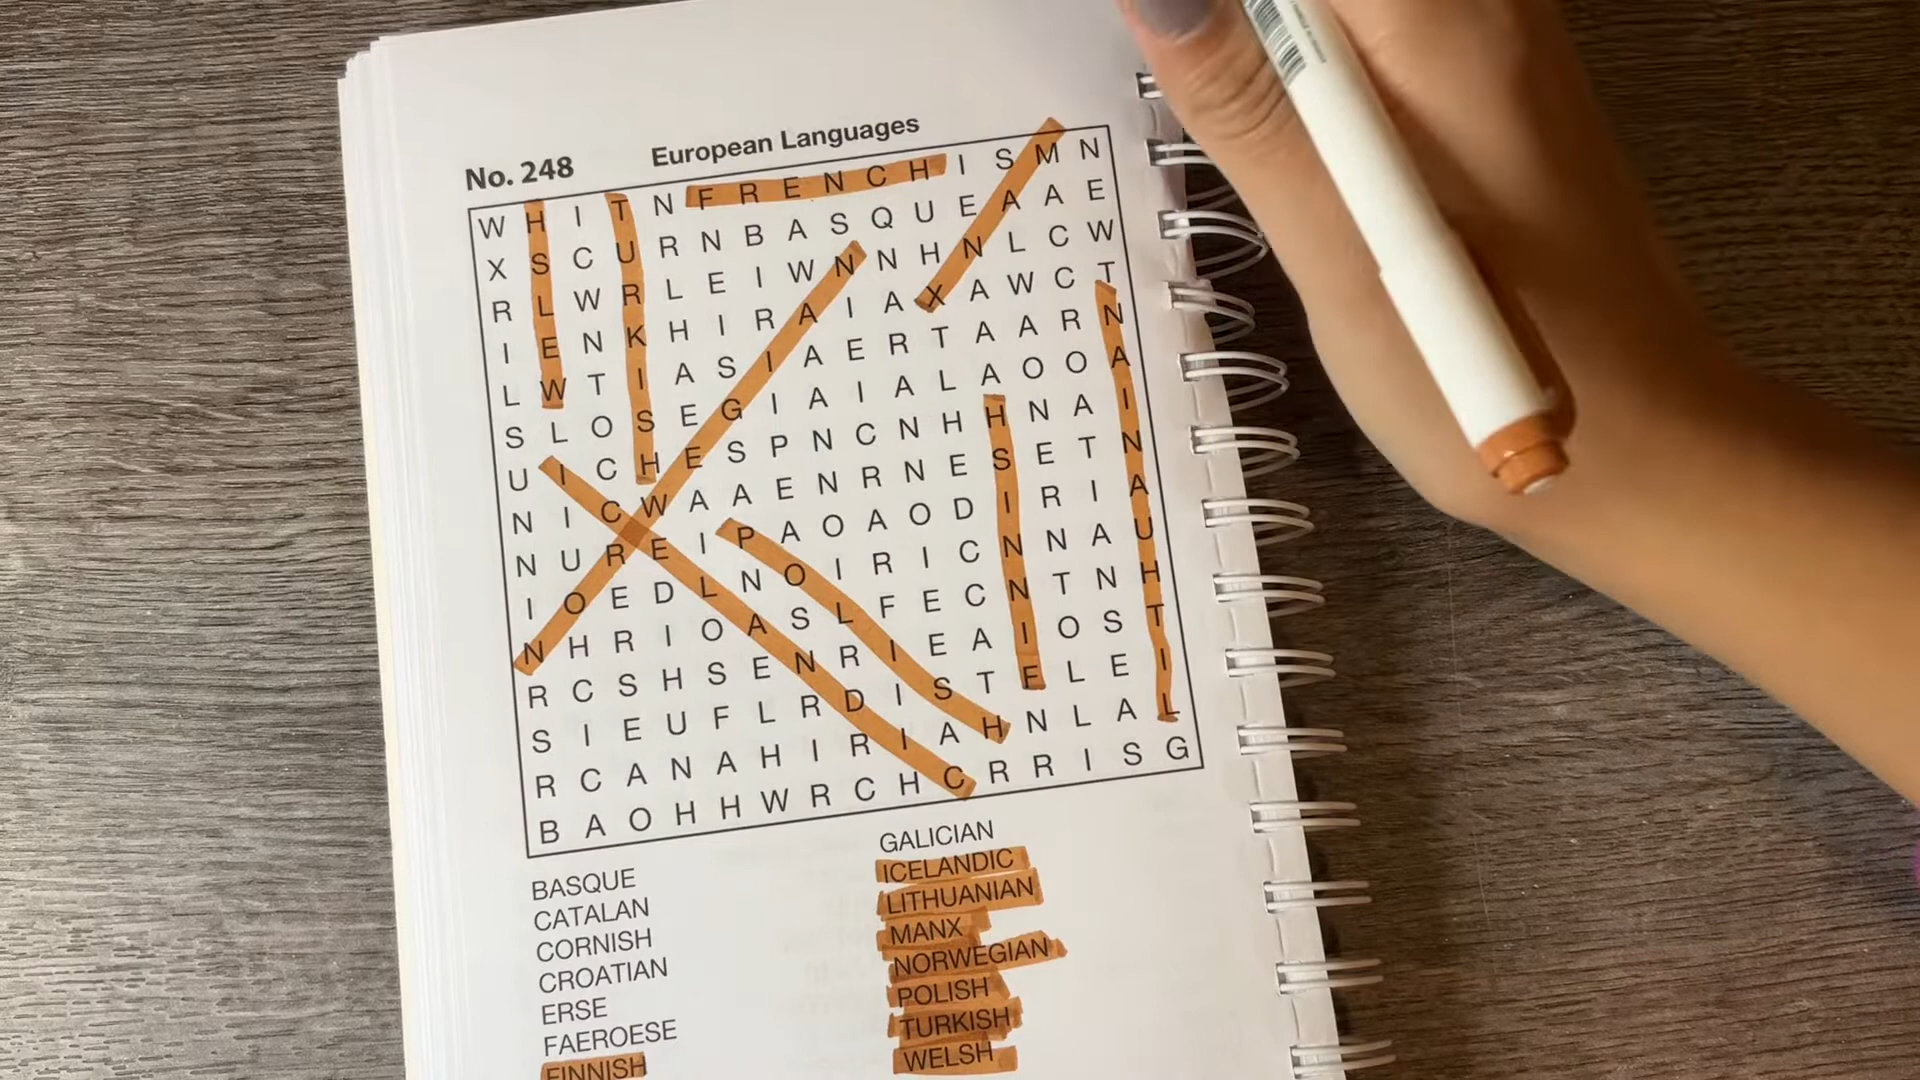 No. 248 European Languages
W H I T N F R E N C H I S M N
X S C U R N B A S Q U E A A E
R L W R L E I W N N H N L C W
I E N K H I R A I A X A W C T
L W T I A S I A E R T A A R N
S L O S E G I A I A L A O O A
U I C H E S P N C N H H N A I
N I C W A A E N R N E S E T N
N U R E I P A O A O D I R I A
I O E D L N O I R I C N N A U
N H R I O A S L F E C N T N H
R C S H S E N R I E A I O S T
S I E U F L R D I S T F L E I
R C A N A H I R I A H N L A L
B A O H H W R C H C R R I S G
BASQUE
CATALAN
CORNISH
CROATIAN
ERSE
FAEROESE
FINNISH
GALICIAN
ICELANDIC
LITHUANIAN
MANX
NORWEGIAN
POLISH
TURKISH
WELSH